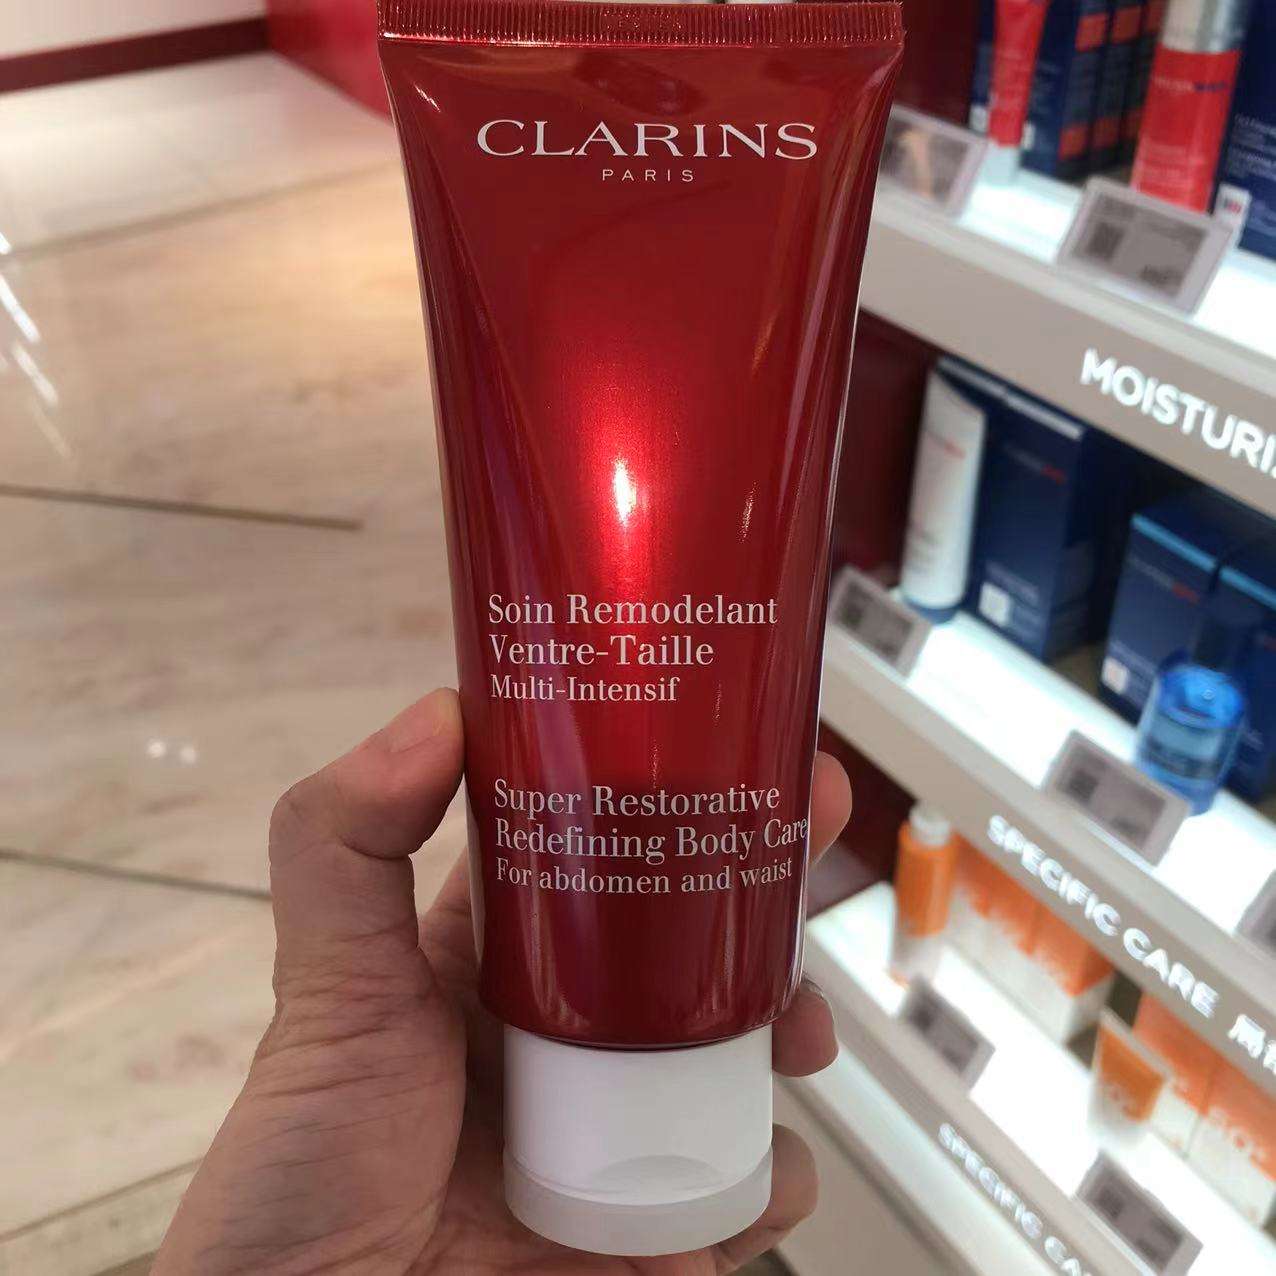 CLARINS
PARIS
Soin Remodelant
Ventre-Taille
Multi-Intensif
Super Restorative
Redefining Body Care
For abdomen and waist
MOISTURI
SPECIFIC CARE
SPECIFIC CA